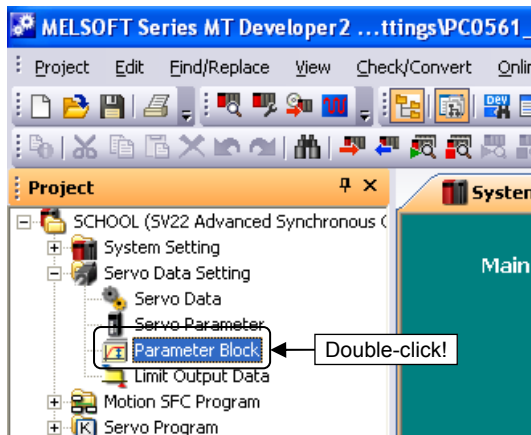 MELSOFT Series MT Developer2 ...ttings\PC0561_
Project Edit Find/Replace View Check/Convert Onlin
Project
SCHOOL (SV22 Advanced Synchronous C
System Setting
Servo Data Setting
Servo Data
Servo Parameter
Parameter Block
Double-click!
Limit Output Data
Motion SFC Program
Servo Program
System
Main